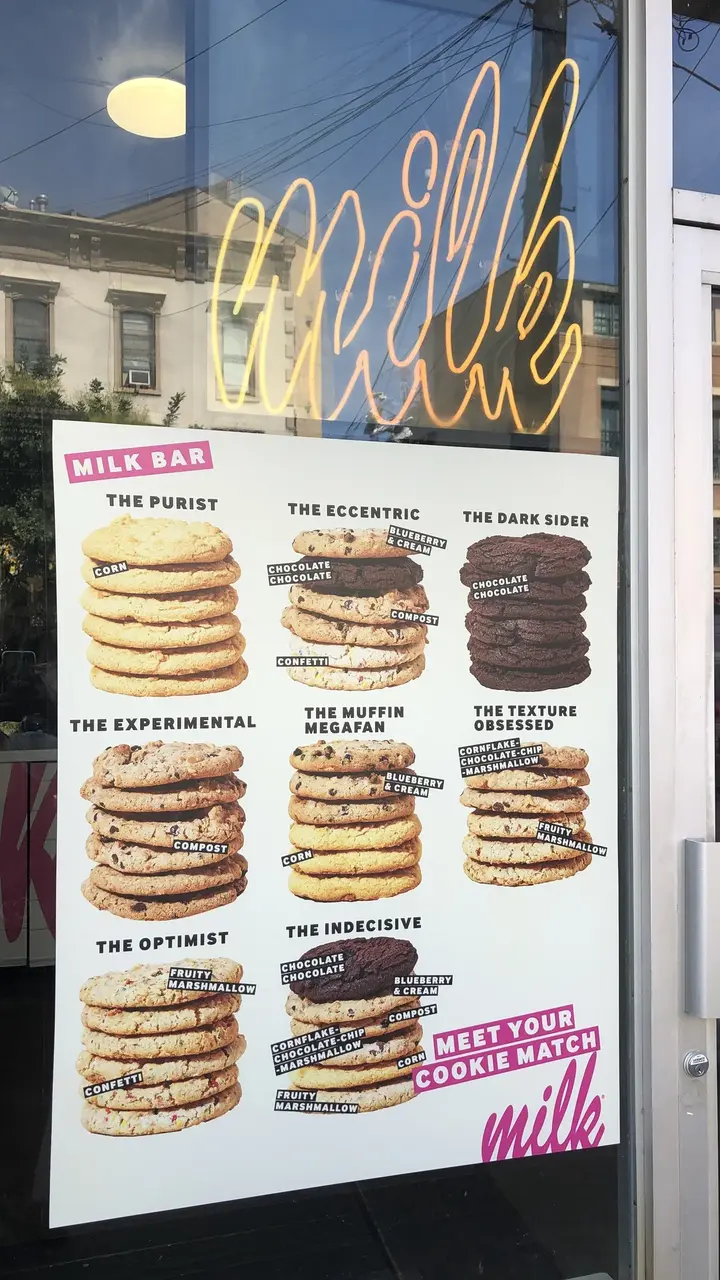 milk
MILK BAR
THE PURIST
CORN
THE ECCENTRIC
BLUEBERRY
& CREAM
CHOCOLATE
CHOCOLATE
COMPOST
CONFETTI
THE DARK SIDER
CHOCOLATE
CHOCOLATE
THE EXPERIMENTAL
COMPOST
THE MUFFIN
MEGAFAN
BLUEBERRY
& CREAM
CORN
THE TEXTURE
OBSESSED
CORNFLAKE-
CHOCOLATE-CHIP
-MARSHMALLOW
FRUITY
MARSHMALLOW
THE OPTIMIST
FRUITY
MARSHMALLOW
CONFETTI
THE INDECISIVE
CHOCOLATE
CHOCOLATE
BLUEBERRY
& CREAM
COMPOST
CORNFLAKE-
CHOCOLATE-CHIP
-MARSHMALLOW
CORN
FRUITY
MARSHMALLOW
MEET YOUR
COOKIE MATCH
milk